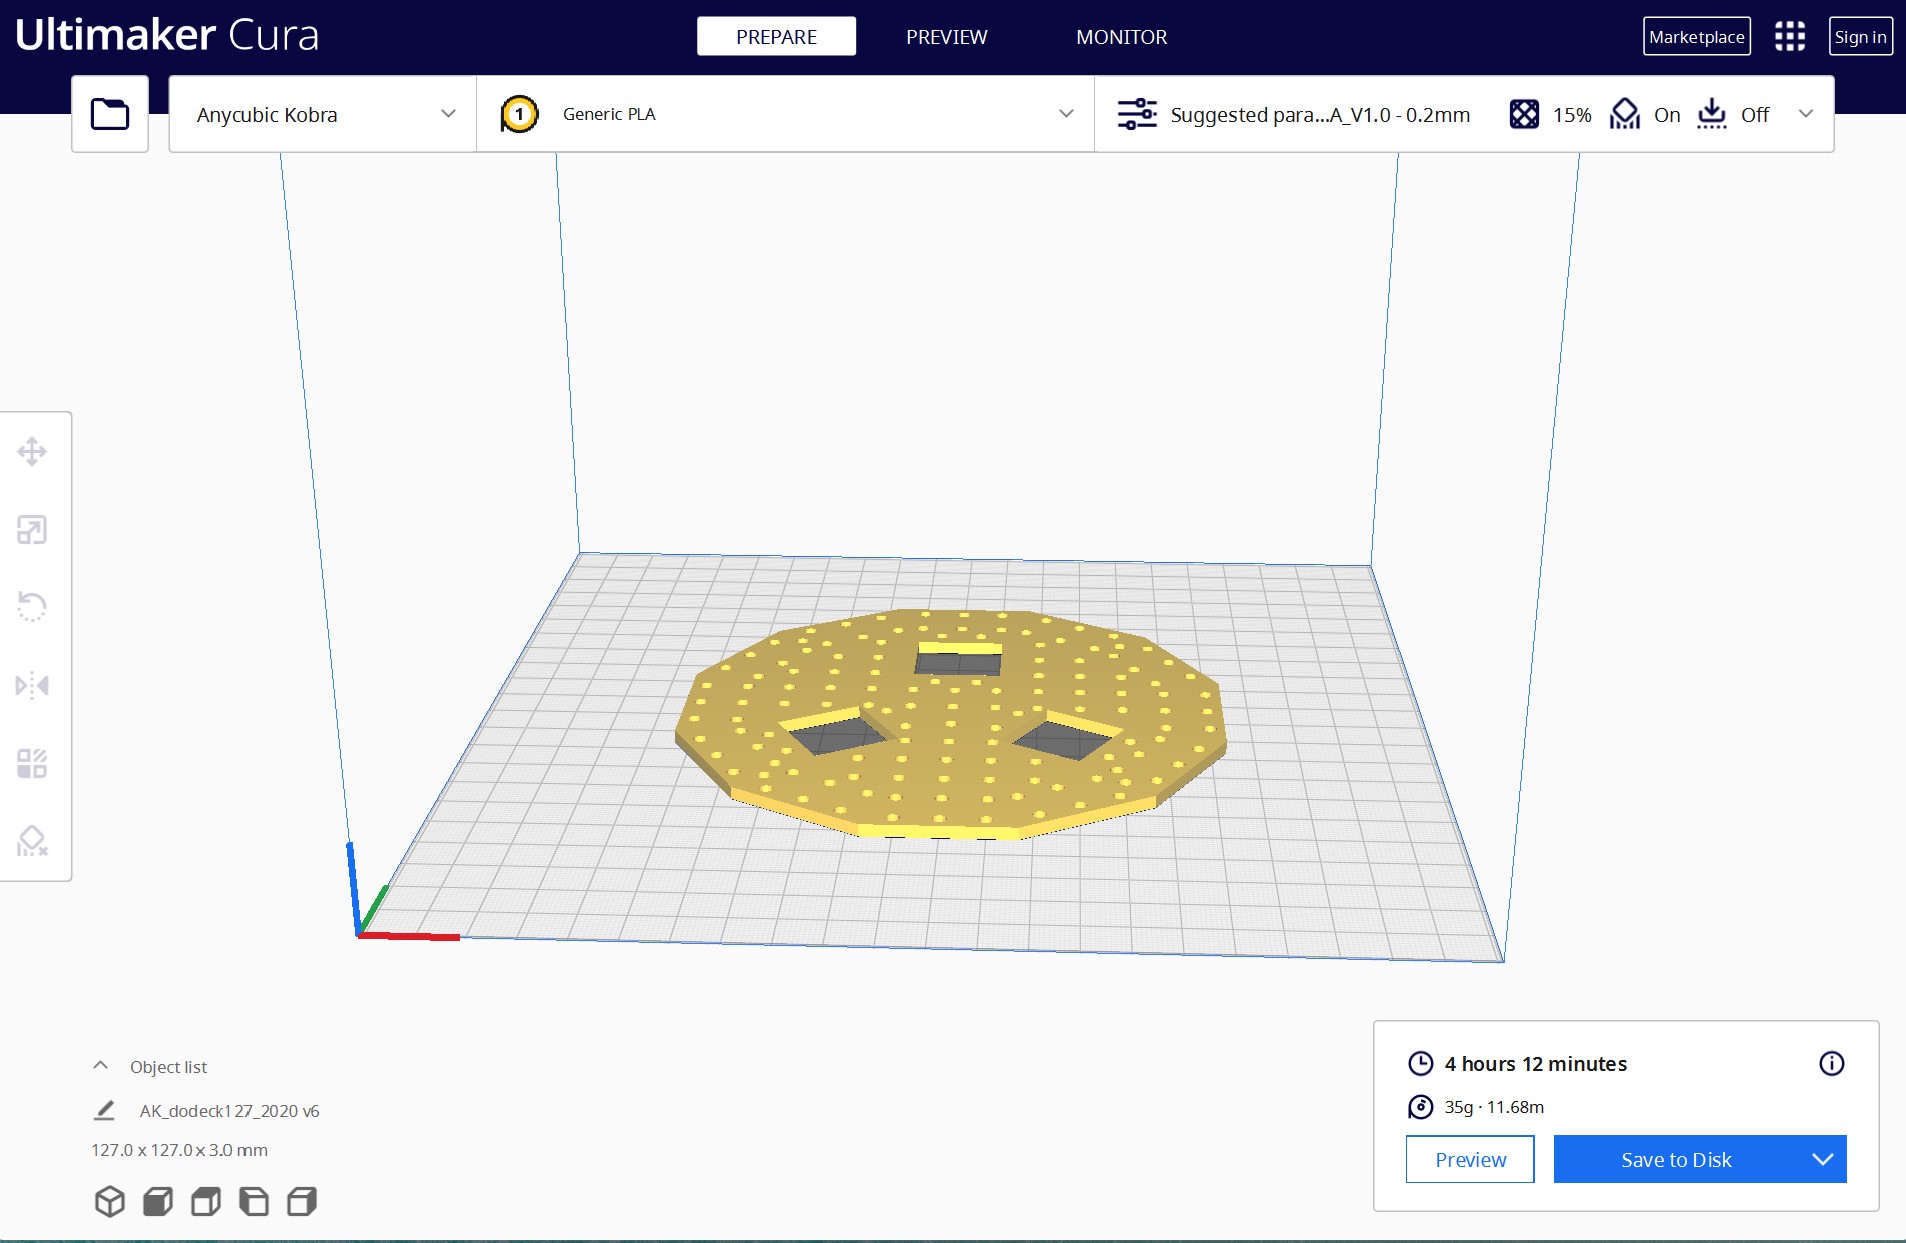 Ultimaker Cura
PREPARE
PREVIEW
MONITOR
Marketplace
Sign in
Anycubic Kobra
1
Generic PLA
Suggested para...A_V1.0 - 0.2mm
15%
On
Off
Object list
AK_dodeck127_2020 v6
127.0 x 127.0 x 3.0 mm
4 hours 12 minutes
35g · 11.68m
Preview
Save to Disk